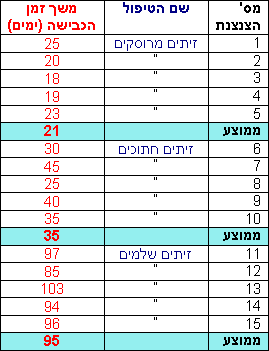 מס' הצנצנת שם הטיפול משך זמן הכבישה (ימים)
1 זיתים מרוסקים 25
2 " 20
3 " 18
4 " 19
5 " 23
ממוצע 21
6 זיתים חתוכים 30
7 " 45
8 " 25
9 " 40
10 " 35
ממוצע 35
11 זיתים שלמים 97
12 " 85
13 " 103
14 " 94
15 " 96
ממוצע 95